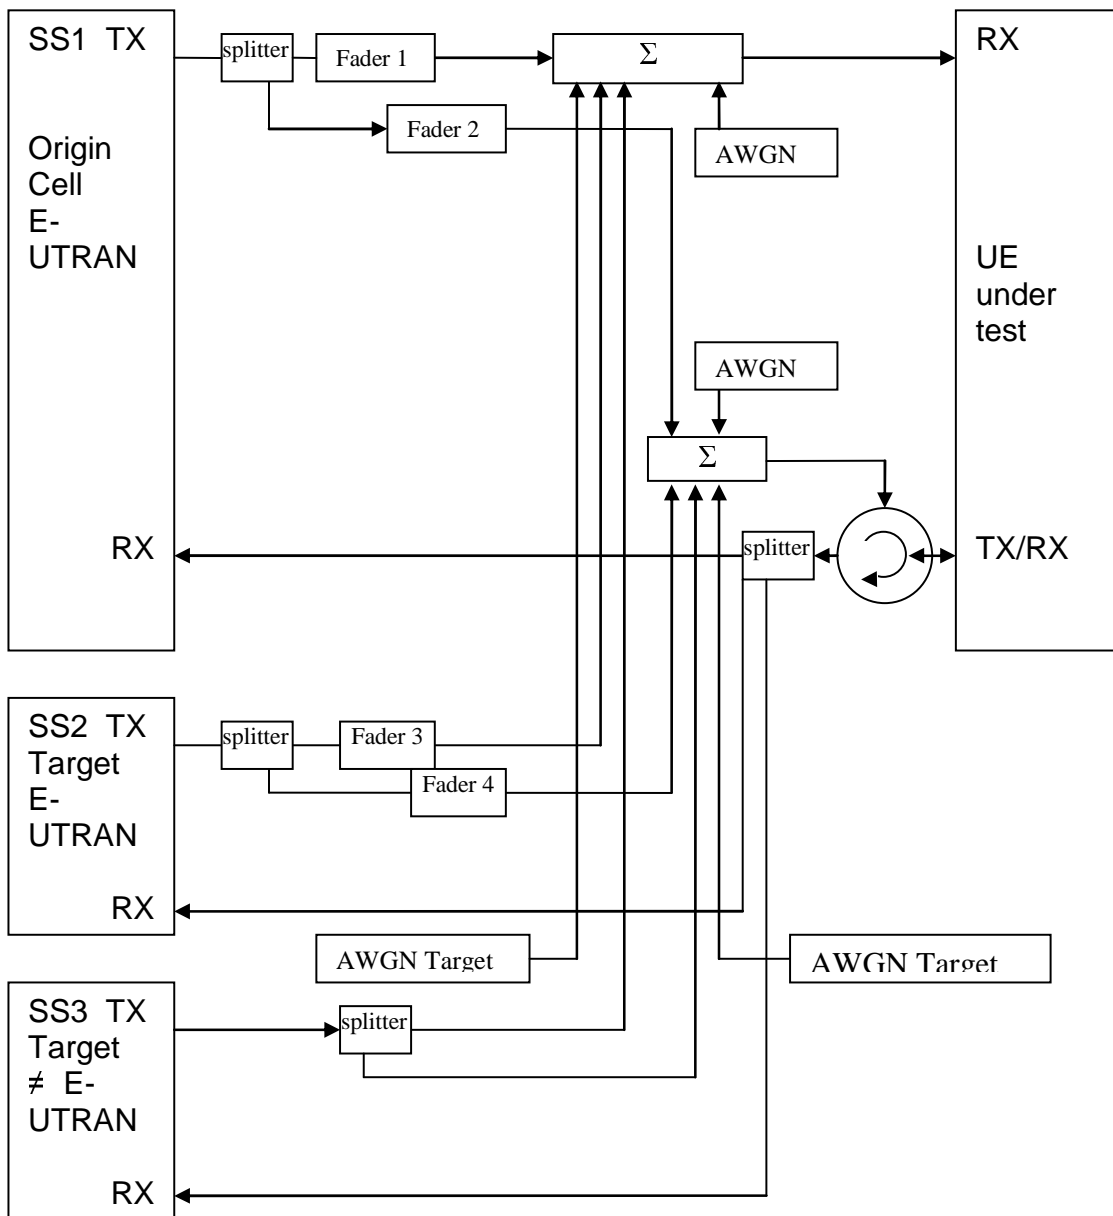 SS1 TX
Origin
Cell
E-
UTRAN
RX
splitter
Fader 1
Fader 2
Σ
AWGN
RX
UE
under
test
TX/RX
AWGN
Σ
splitter
SS2 TX
Target
E-
UTRAN
RX
splitter
Fader 3
Fader 4
AWGN Target
AWGN Target
SS3 TX
Target
≠ E-
UTRAN
RX
splitter